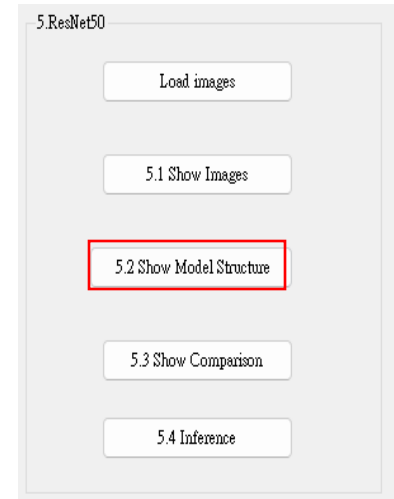 5.ResNet50
Load images
5.1 Show Images
5.2 Show Model Structure
5.3 Show Comparison
5.4 Inference